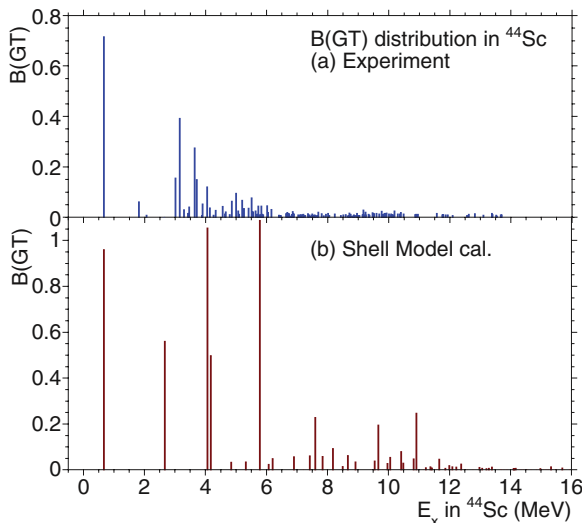 0.8
B(GT) distribution in ⁴⁴Sc
(a) Experiment
B(GT)
0.6
0.4
0.2
0
1
(b) Shell Model cal.
B(GT)
0.8
0.6
0.4
0.2
0
0 2 4 6 8 10 12 14 16
Eₓ in ⁴⁴Sc (MeV)